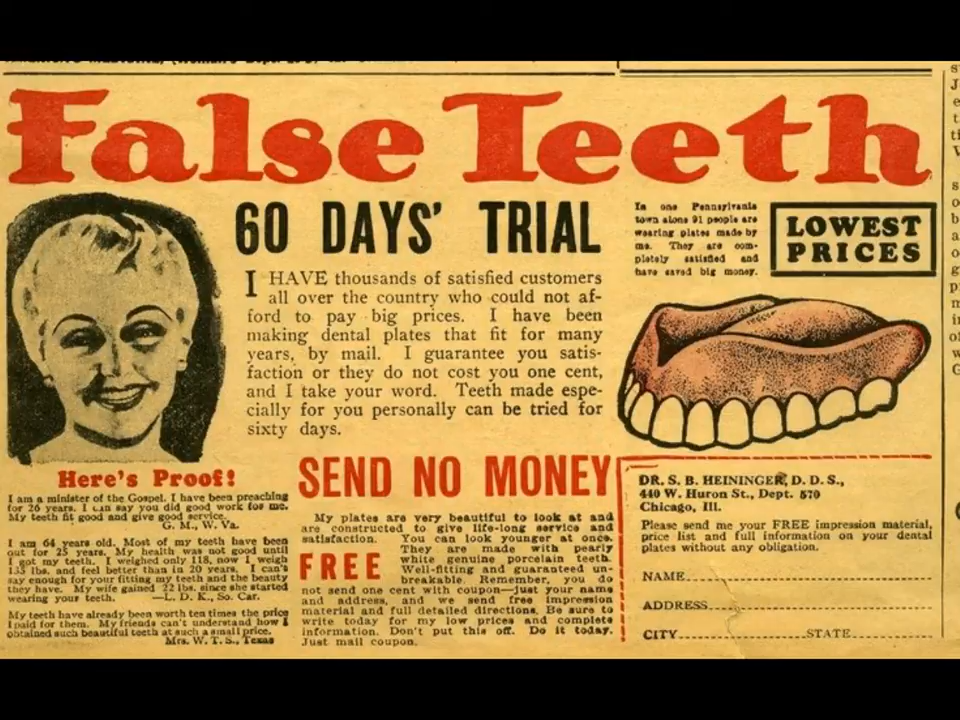 False Teeth
60 DAYS' TRIAL
I HAVE thousands of satisfied customers
all over the country who could not af-
ford to pay big prices. I have been
making dental plates that fit for many
years, by mail. I guarantee you satis-
faction or they do not cost you one cent,
and I take your word. Teeth made espe-
cially for you personally can be tried for
sixty days.
In one Pennsylvania
town alone 91 people are
wearing plates made by
me. They are com-
pletely satisfied and
have saved big money.
LOWEST
PRICES
Here's Proof!
I am a minister of the Gospel. I have been preaching
for 26 years. I can say you did good work for me.
My teeth fit good and give good service.
G. M., W. Va.
I am 64 years old. Most of my teeth have been
out for 25 years. My health was not good until
I got my teeth. I weighed only 118, now I weigh
135 lbs. and feel better than in 20 years. I can't
say enough for your fitting my teeth and the beauty
they have. My wife gained 22 lbs. since she started
wearing your teeth. —L. D. K., So. Car.
My teeth have already been worth ten times the price
I paid for them. My friends can't understand how I
obtained such beautiful teeth at such a small price.
Mrs. W. T. S., Texas
SEND NO MONEY
My plates are very beautiful to look at and
are constructed to give life-long service and
satisfaction. You can look younger at once.
FREE
They are made with pearly
white genuine porcelain teeth.
Well-fitting and guaranteed un-
breakable. Remember, you do
not send one cent with coupon—just your name
and address, and we send free impression
material and full detailed directions. Be sure to
write today for my low prices and complete
information. Don't put this off. Do it today.
Just mail coupon.
DR. S. B. HEININGER, D. D. S.,
440 W. Huron St., Dept. 570
Chicago, Ill.
Please send me your FREE impression material,
price list and full information on your dental
plates without any obligation.
NAME
ADDRESS
CITY STATE